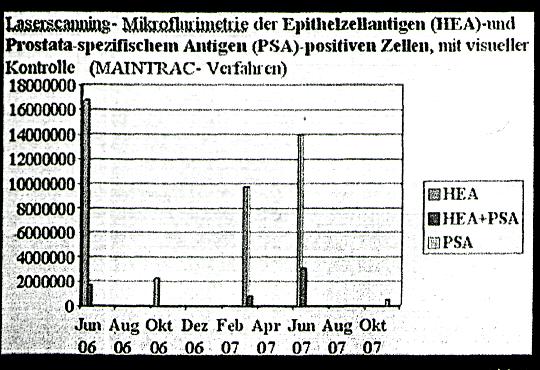 Laserscanning- Mikroflurimetrie der Epithelzellantigen (HEA)-und
Prostata-spezifischem Antigen (PSA)-positiven Zellen, mit visueller
Kontrolle (MAINTRAC- Verfahren)
18000000
16000000
14000000
12000000
10000000
8000000
6000000
4000000
2000000
0
HEA
HEA+PSA
PSA
Jun Aug Okt Dez Feb Apr Jun Aug Okt
06 06 06 06 07 07 07 07 07